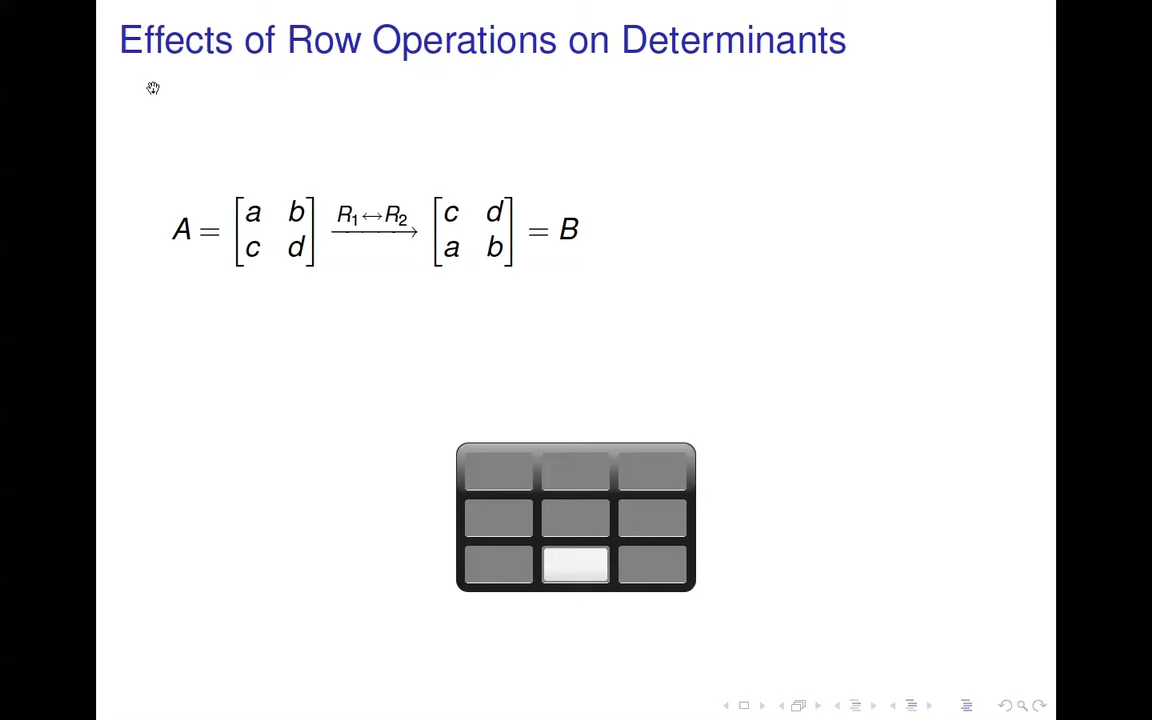 Effects of Row Operations on Determinants
A = [a b; c d] R₁↔R₂ → [c d; a b] = B